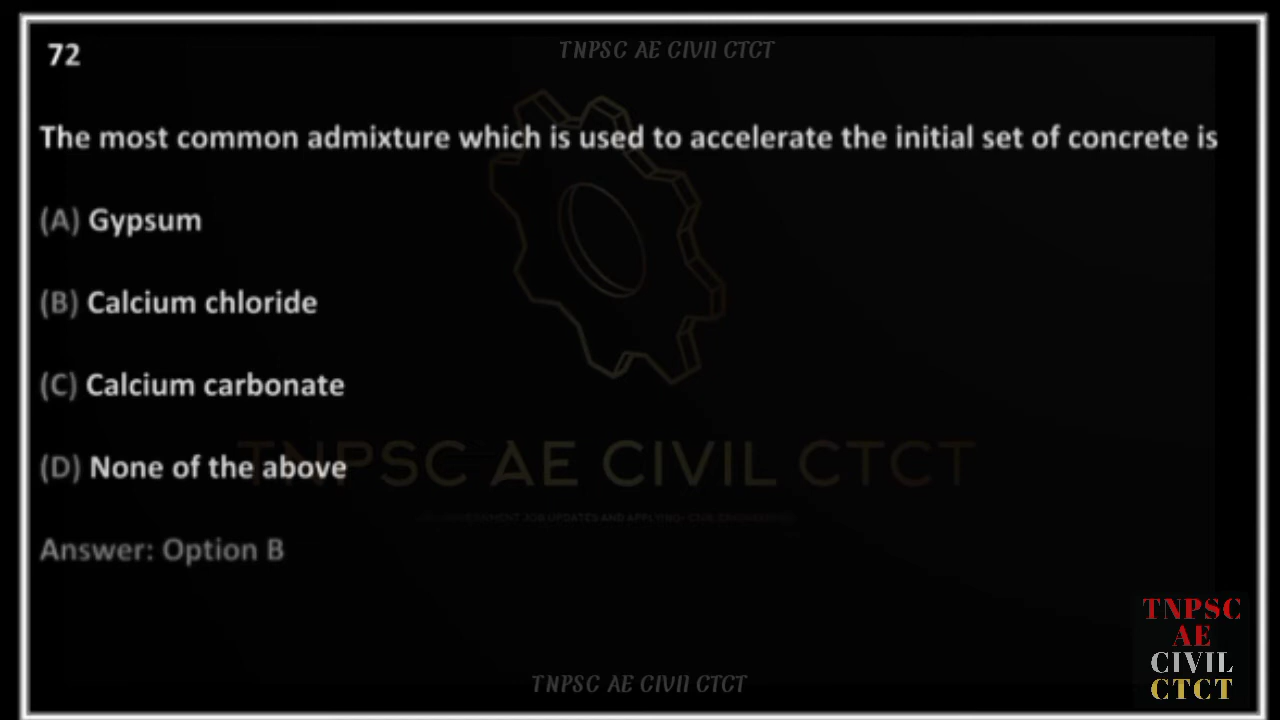 72
TNPSC AE CIVIL CTCT
The most common admixture which is used to accelerate the initial set of concrete is
(A) Gypsum
(B) Calcium chloride
(C) Calcium carbonate
TNPSC AE CIVIL CTCT
(D) None of the above
Answer: Option B
TNPSC
AE
CIVIL
CTCT
TNPSC AE CIVIL CTCT